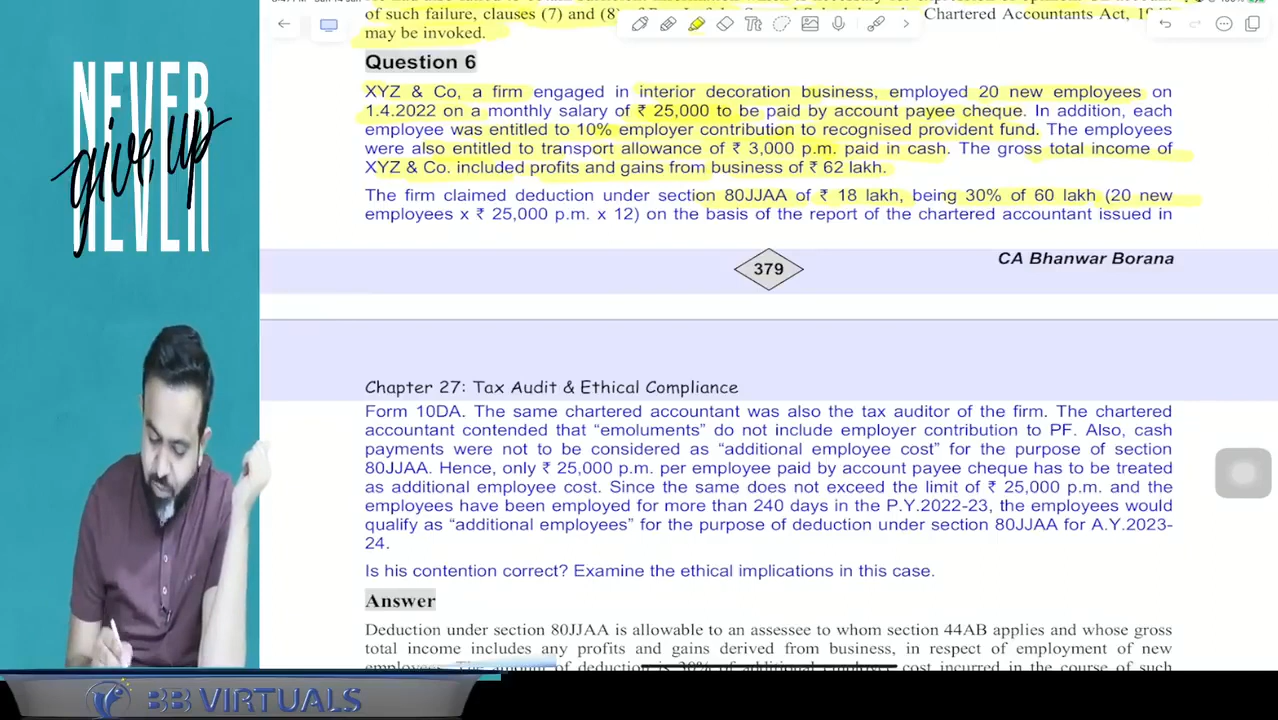 of such failure, clauses (7) and (8)
Chartered Accountants Act,
may be invoked.
NEVER
give up
NEVER
Question 6
XYZ & Co, a firm engaged in interior decoration business, employed 20 new employees on
1.4.2022 on a monthly salary of ₹ 25,000 to be paid by account payee cheque. In addition, each
employee was entitled to 10% employer contribution to recognised provident fund. The employees
were also entitled to transport allowance of ₹ 3,000 p.m. paid in cash. The gross total income of
XYZ & Co. included profits and gains from business of ₹ 62 lakh.
The firm claimed deduction under section 80JJAA of ₹ 18 lakh, being 30% of 60 lakh (20 new
employees x ₹ 25,000 p.m. x 12) on the basis of the report of the chartered accountant issued in
CA Bhanwar Borana
379
Chapter 27: Tax Audit & Ethical Compliance
Form 10DA. The same chartered accountant was also the tax auditor of the firm. The chartered
accountant contended that “emoluments” do not include employer contribution to PF. Also, cash
payments were not to be considered as “additional employee cost” for the purpose of section
80JJAA. Hence, only ₹ 25,000 p.m. per employee paid by account payee cheque has to be treated
as additional employee cost. Since the same does not exceed the limit of ₹ 25,000 p.m. and the
employees have been employed for more than 240 days in the P.Y.2022-23, the employees would
qualify as “additional employees” for the purpose of deduction under section 80JJAA for A.Y.2023-
24.
Is his contention correct? Examine the ethical implications in this case.
Answer
Deduction under section 80JJAA is allowable to an assessee to whom section 44AB applies and whose gross
total income includes any profits and gains derived from business, in respect of employment of new
of deduction is 30% of additional employee cost incurred in the course of such
BB VIRTUALS